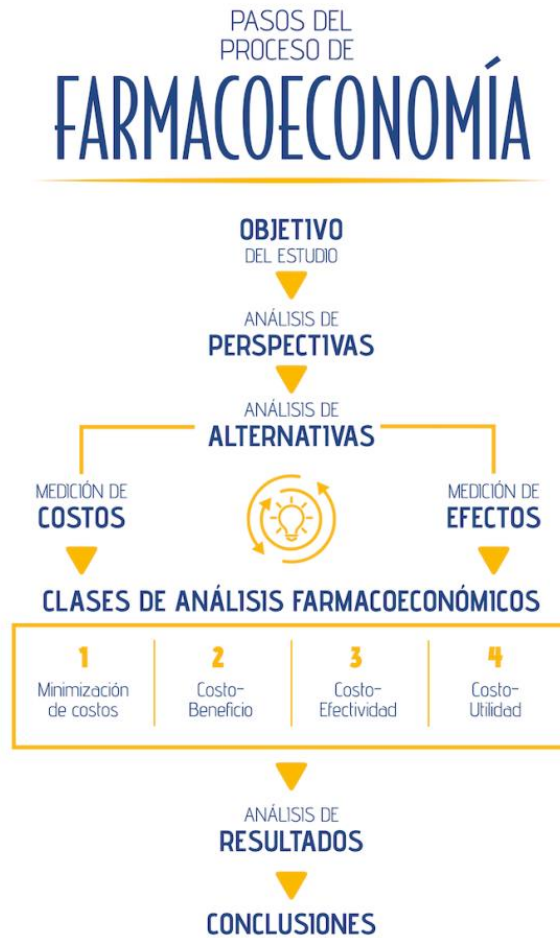 PASOS DEL
PROCESO DE
FARMACOECONOMÍA
OBJETIVO
DEL ESTUDIO
ANÁLISIS DE
PERSPECTIVAS
ANÁLISIS DE
ALTERNATIVAS
MEDICIÓN DE
COSTOS
MEDICIÓN DE
EFECTOS
CLASES DE ANÁLISIS FARMACOECONÓMICOS
1
Minimización
de costos
2
Costo-
Beneficio
3
Costo-
Efectividad
4
Costo-
Utilidad
ANÁLISIS DE
RESULTADOS
CONCLUSIONES